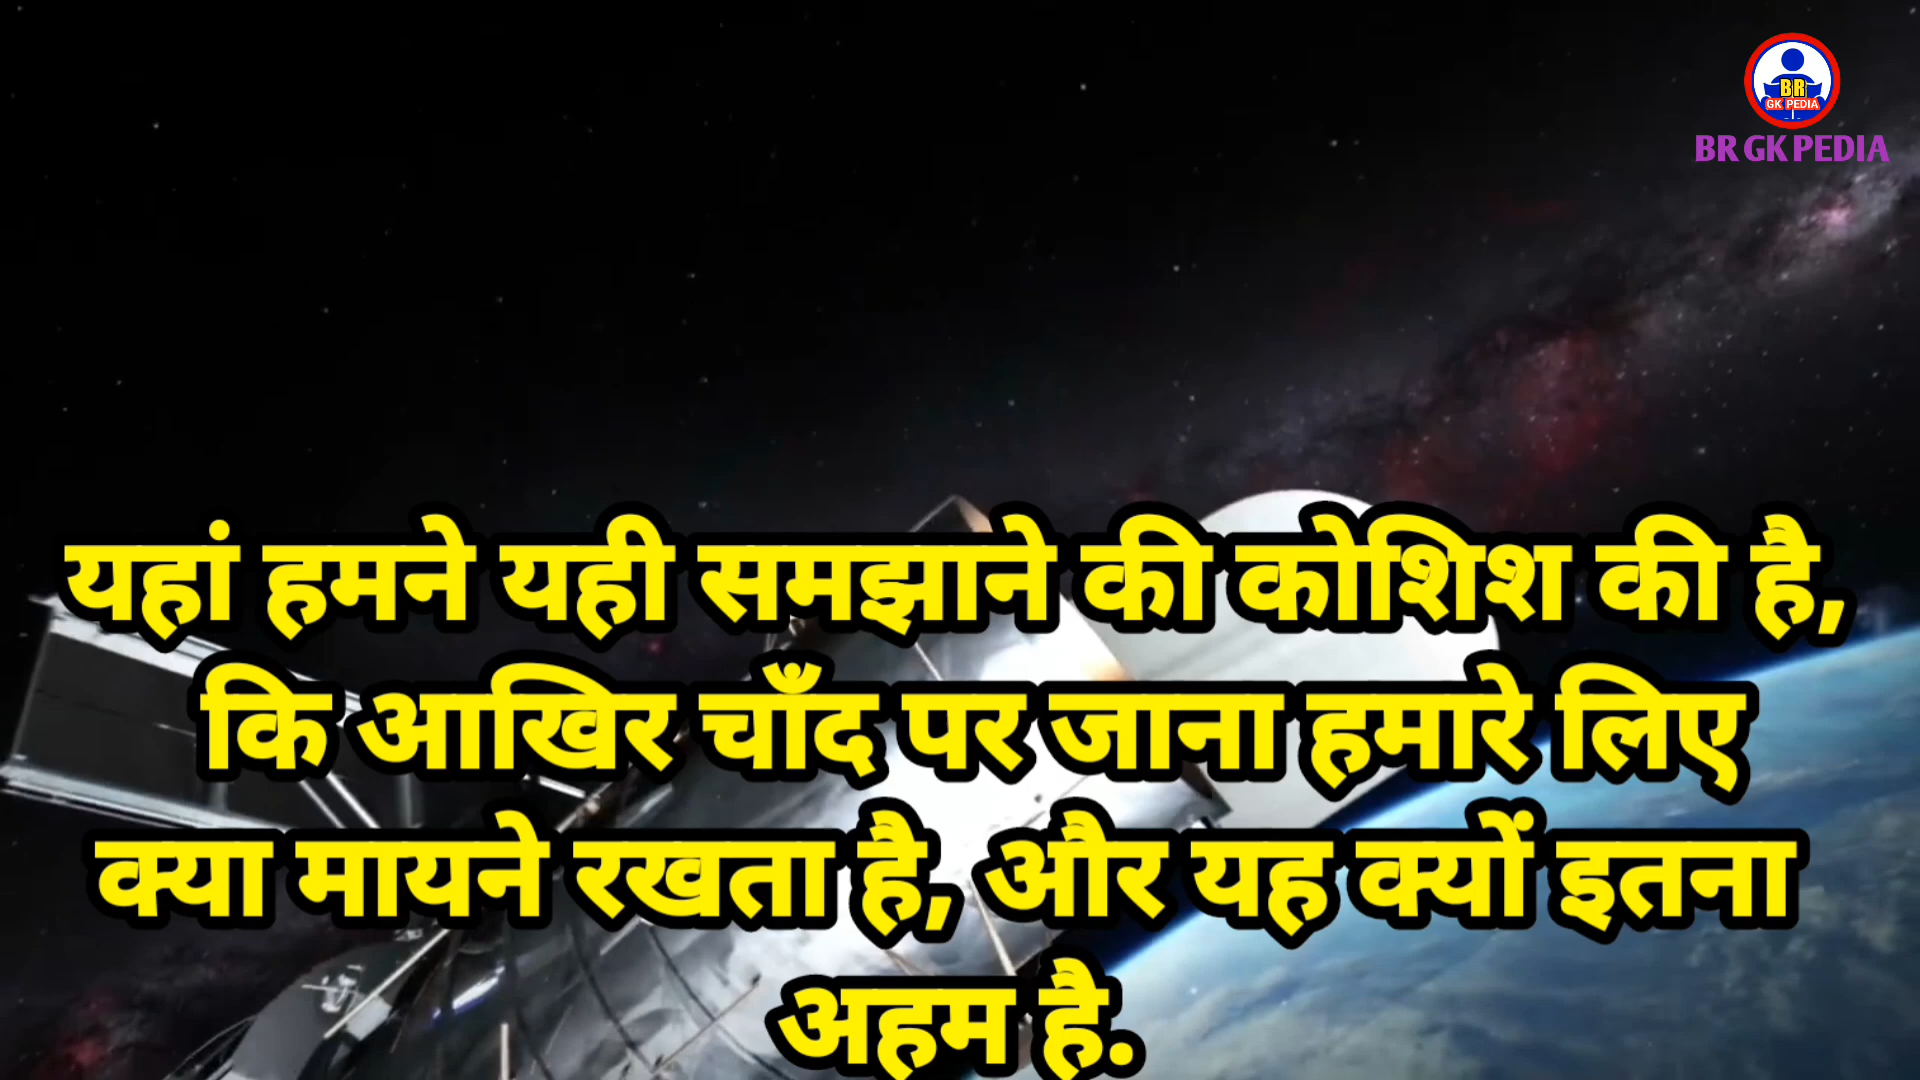 BR
GK PEDIA
BR GK PEDIA
यहां हमने यही समझाने की कोशिश की है,
कि आखिर चाँद पर जाना हमारे लिए
क्या मायने रखता है, और यह क्यों इतना
अहम है.